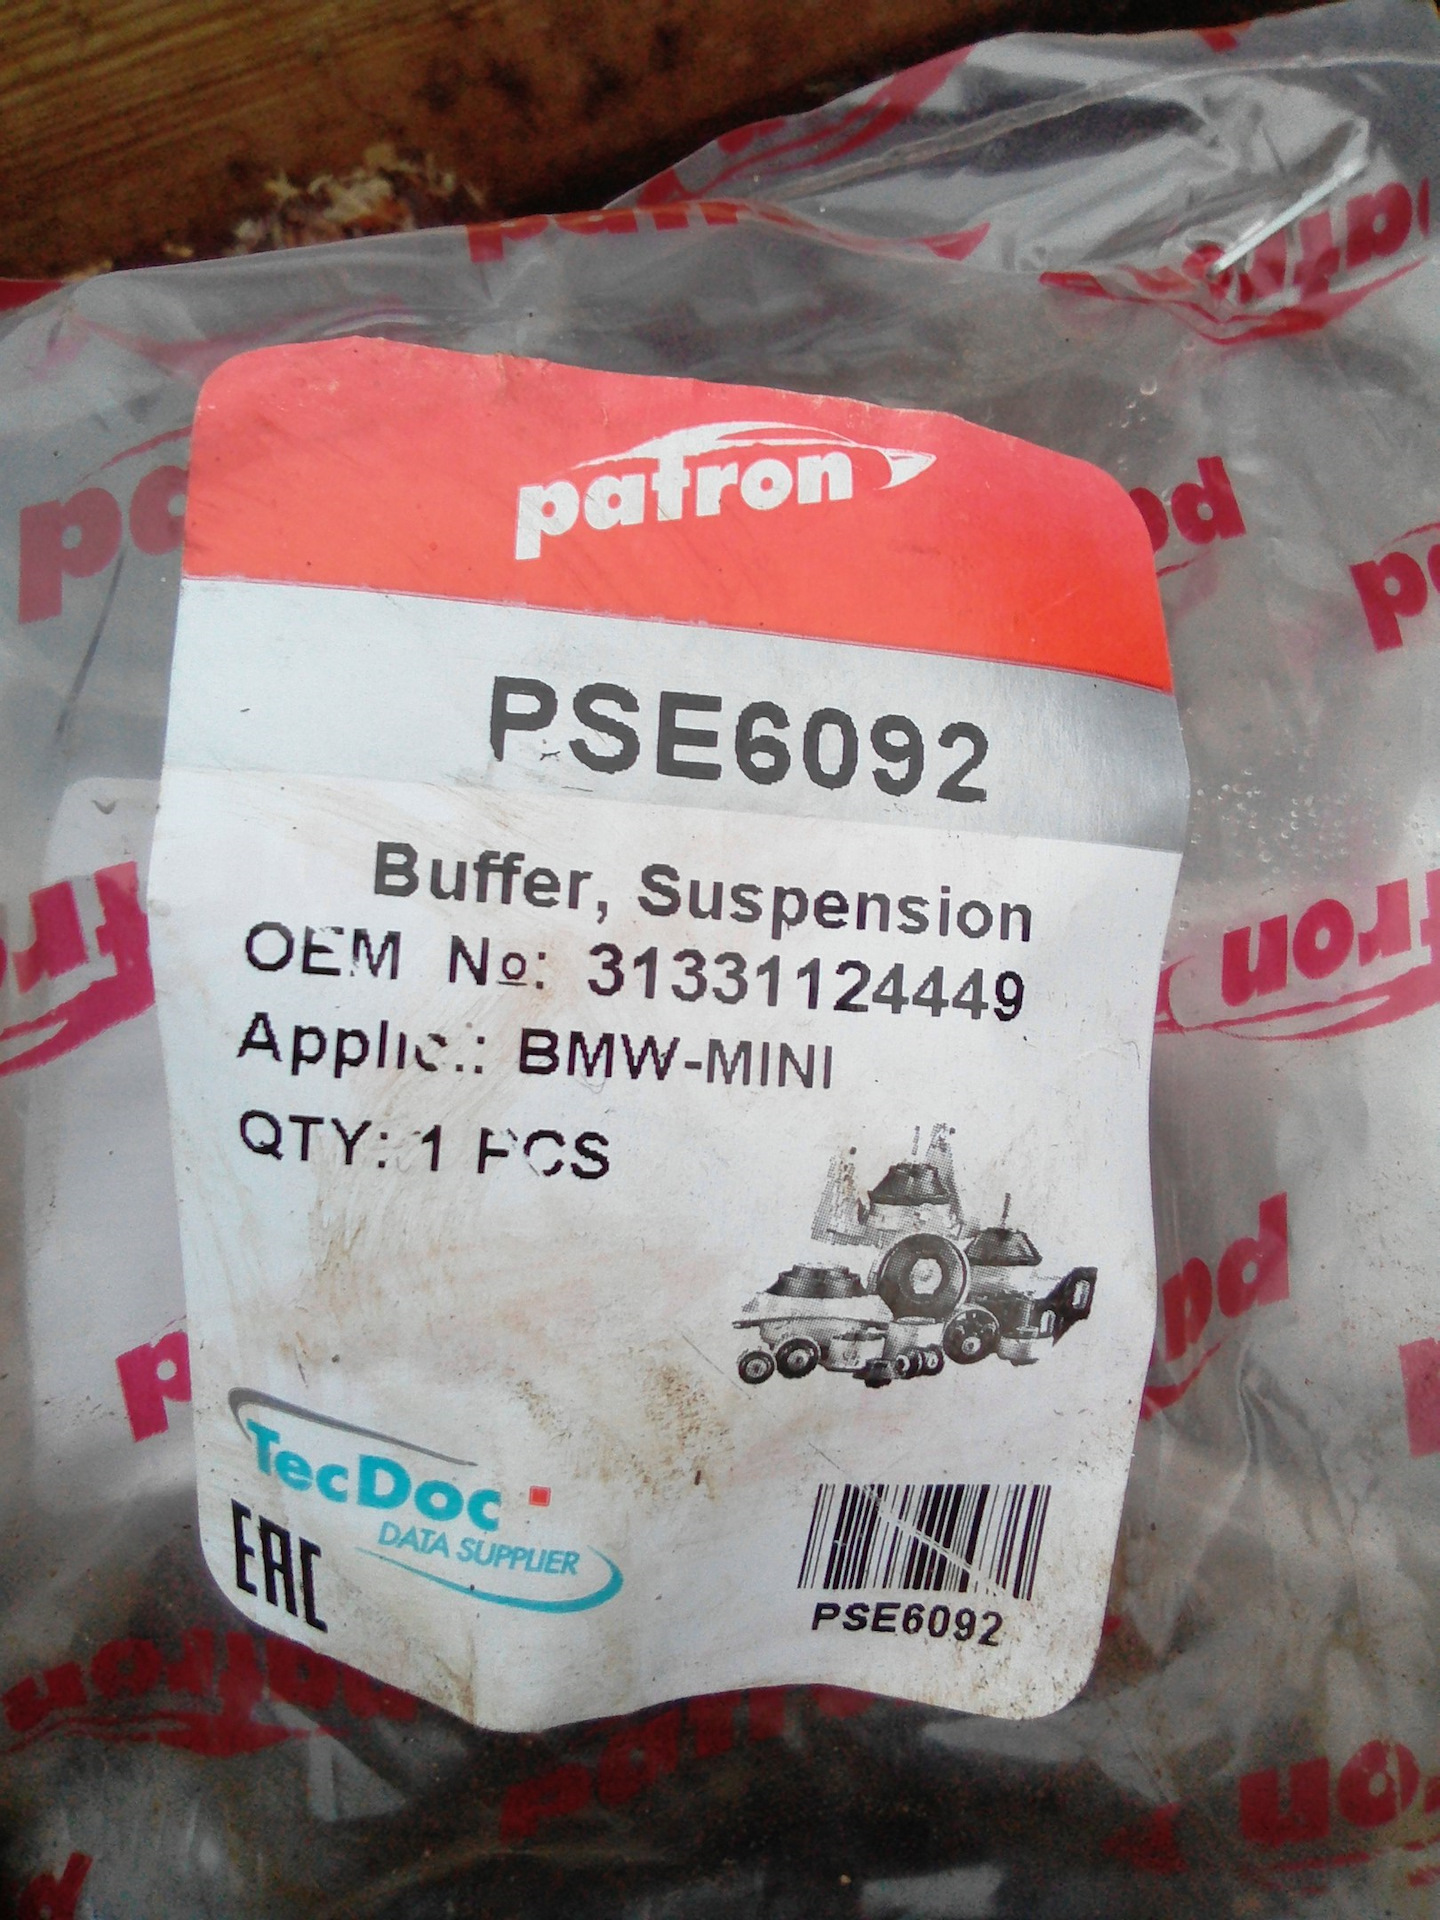 patron
PSE6092
Buffer, Suspension
OEM №: 31331124449
Applic.: BMW-MINI
QTY: 1 PCS
TecDoc
DATA SUPPLIER
EAC
PSE6092